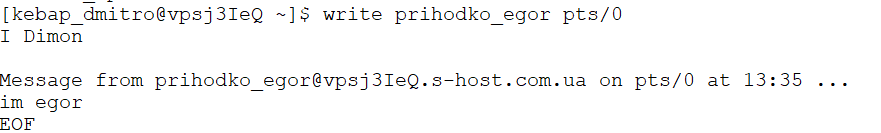 [kebap_dmitro@vpsj3IeQ ~]$ write prihodko_egor pts/0
I Dimon
Message from prihodko_egor@vpsj3IeQ.s-host.com.ua on pts/0 at 13:35 ...
im egor
EOF